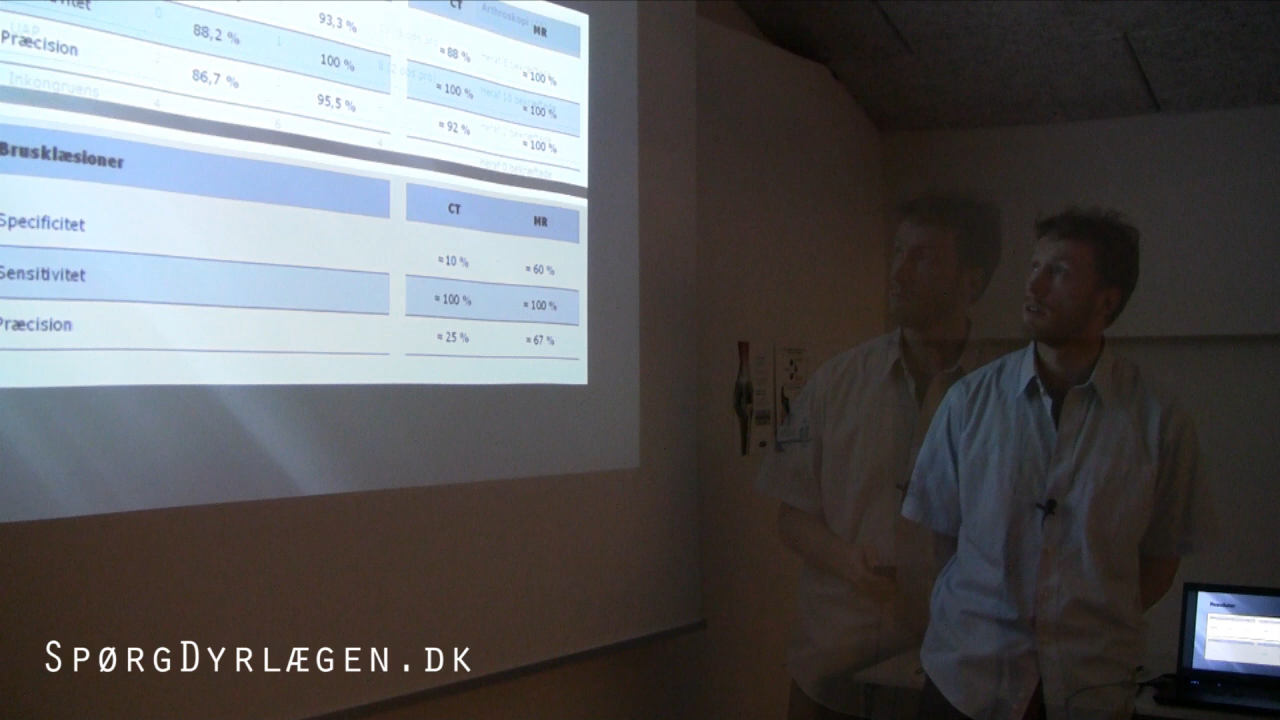 CT MR
93,3 %
88,2 % ≈ 88 % ≈ 100 %
Præcision 100 % ≈ 100 % ≈ 100 %
86,7 % 95,5 % ≈ 92 % ≈ 100 %
Inkongruens
Brusklæsioner CT MR
Specificitet ≈ 10 % ≈ 60 %
Sensitivitet ≈ 100 % ≈ 100 %
Præcision ≈ 25 % ≈ 67 %
SpørgDyrlægen.dk